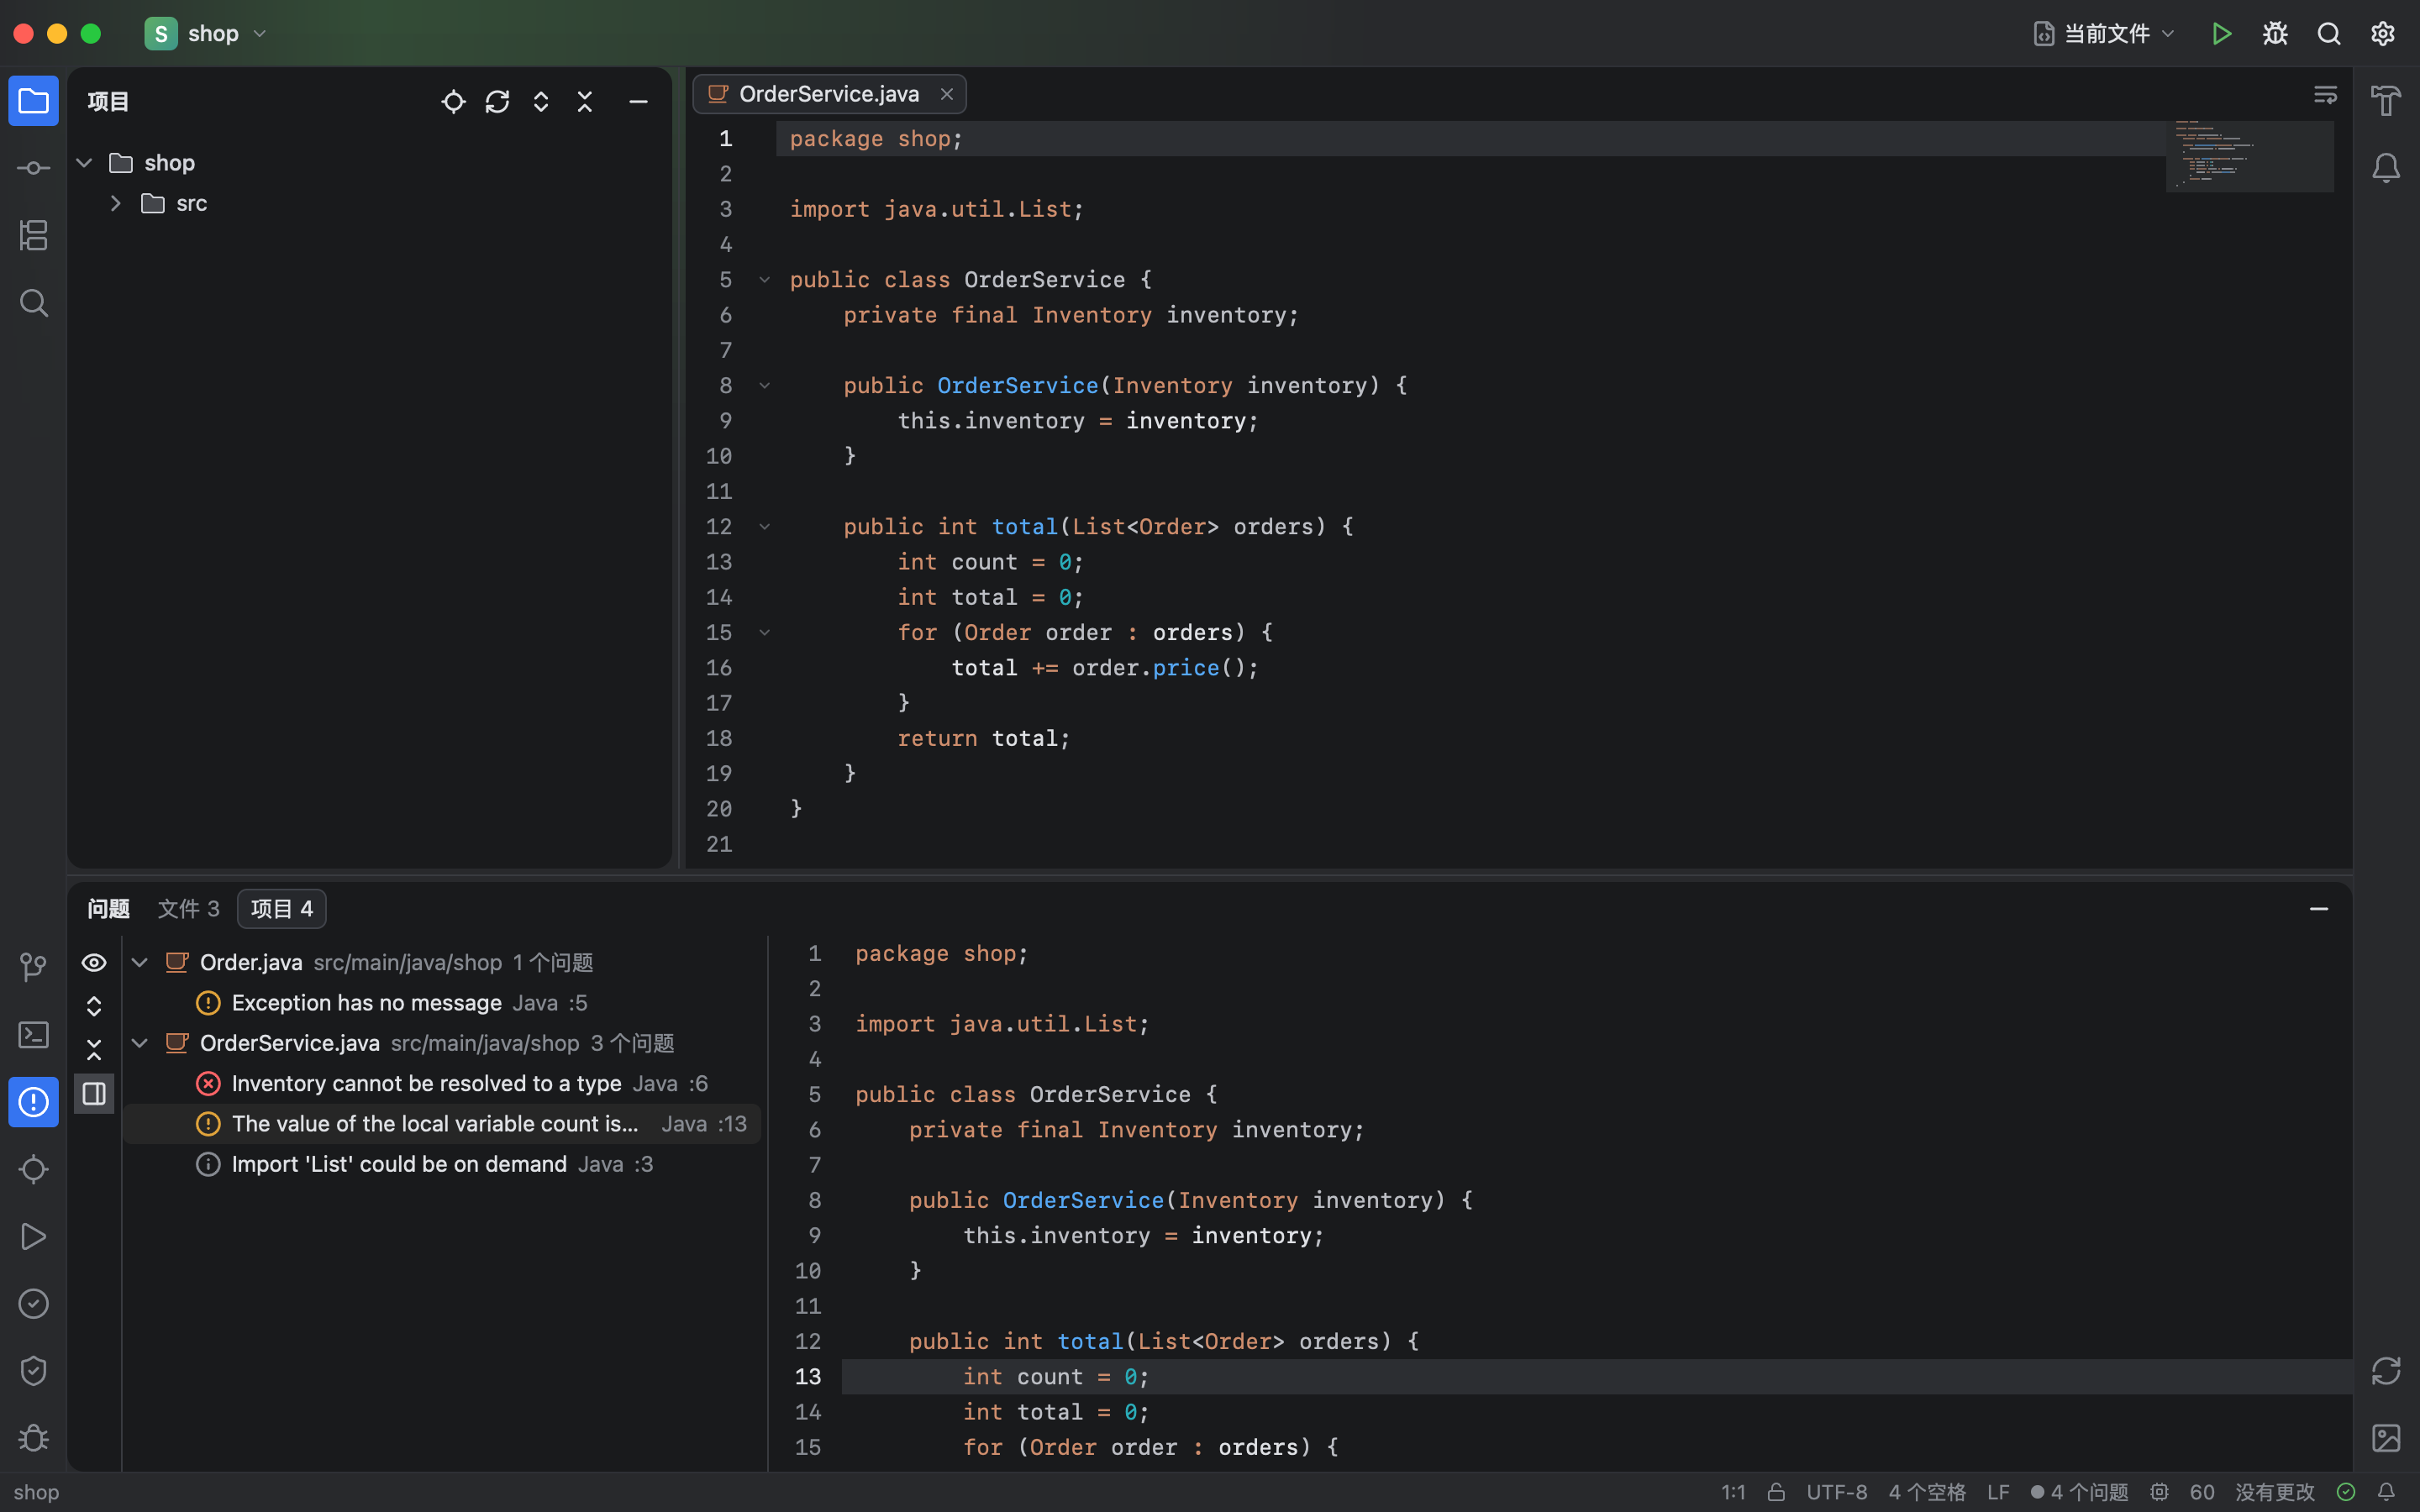 S shop
当前文件
项目
shop
src
OrderService.java
1 package shop;
2
3 import java.util.List;
4
5 public class OrderService {
6 private final Inventory inventory;
7
8 public OrderService(Inventory inventory) {
9 this.inventory = inventory;
10 }
11
12 public int total(List<Order> orders) {
13 int count = 0;
14 int total = 0;
15 for (Order order : orders) {
16 total += order.price();
17 }
18 return total;
19 }
20 }
21
问题 文件 3 项目 4
Order.java src/main/java/shop 1 个问题
Exception has no message Java :5
OrderService.java src/main/java/shop 3 个问题
Inventory cannot be resolved to a type Java :6
The value of the local variable count is... Java :13
Import 'List' could be on demand Java :3
1 package shop;
2
3 import java.util.List;
4
5 public class OrderService {
6 private final Inventory inventory;
7
8 public OrderService(Inventory inventory) {
9 this.inventory = inventory;
10 }
11
12 public int total(List<Order> orders) {
13 int count = 0;
14 int total = 0;
15 for (Order order : orders) {
shop
1:1 UTF-8 4 个空格 LF 4 个问题 60 没有更改